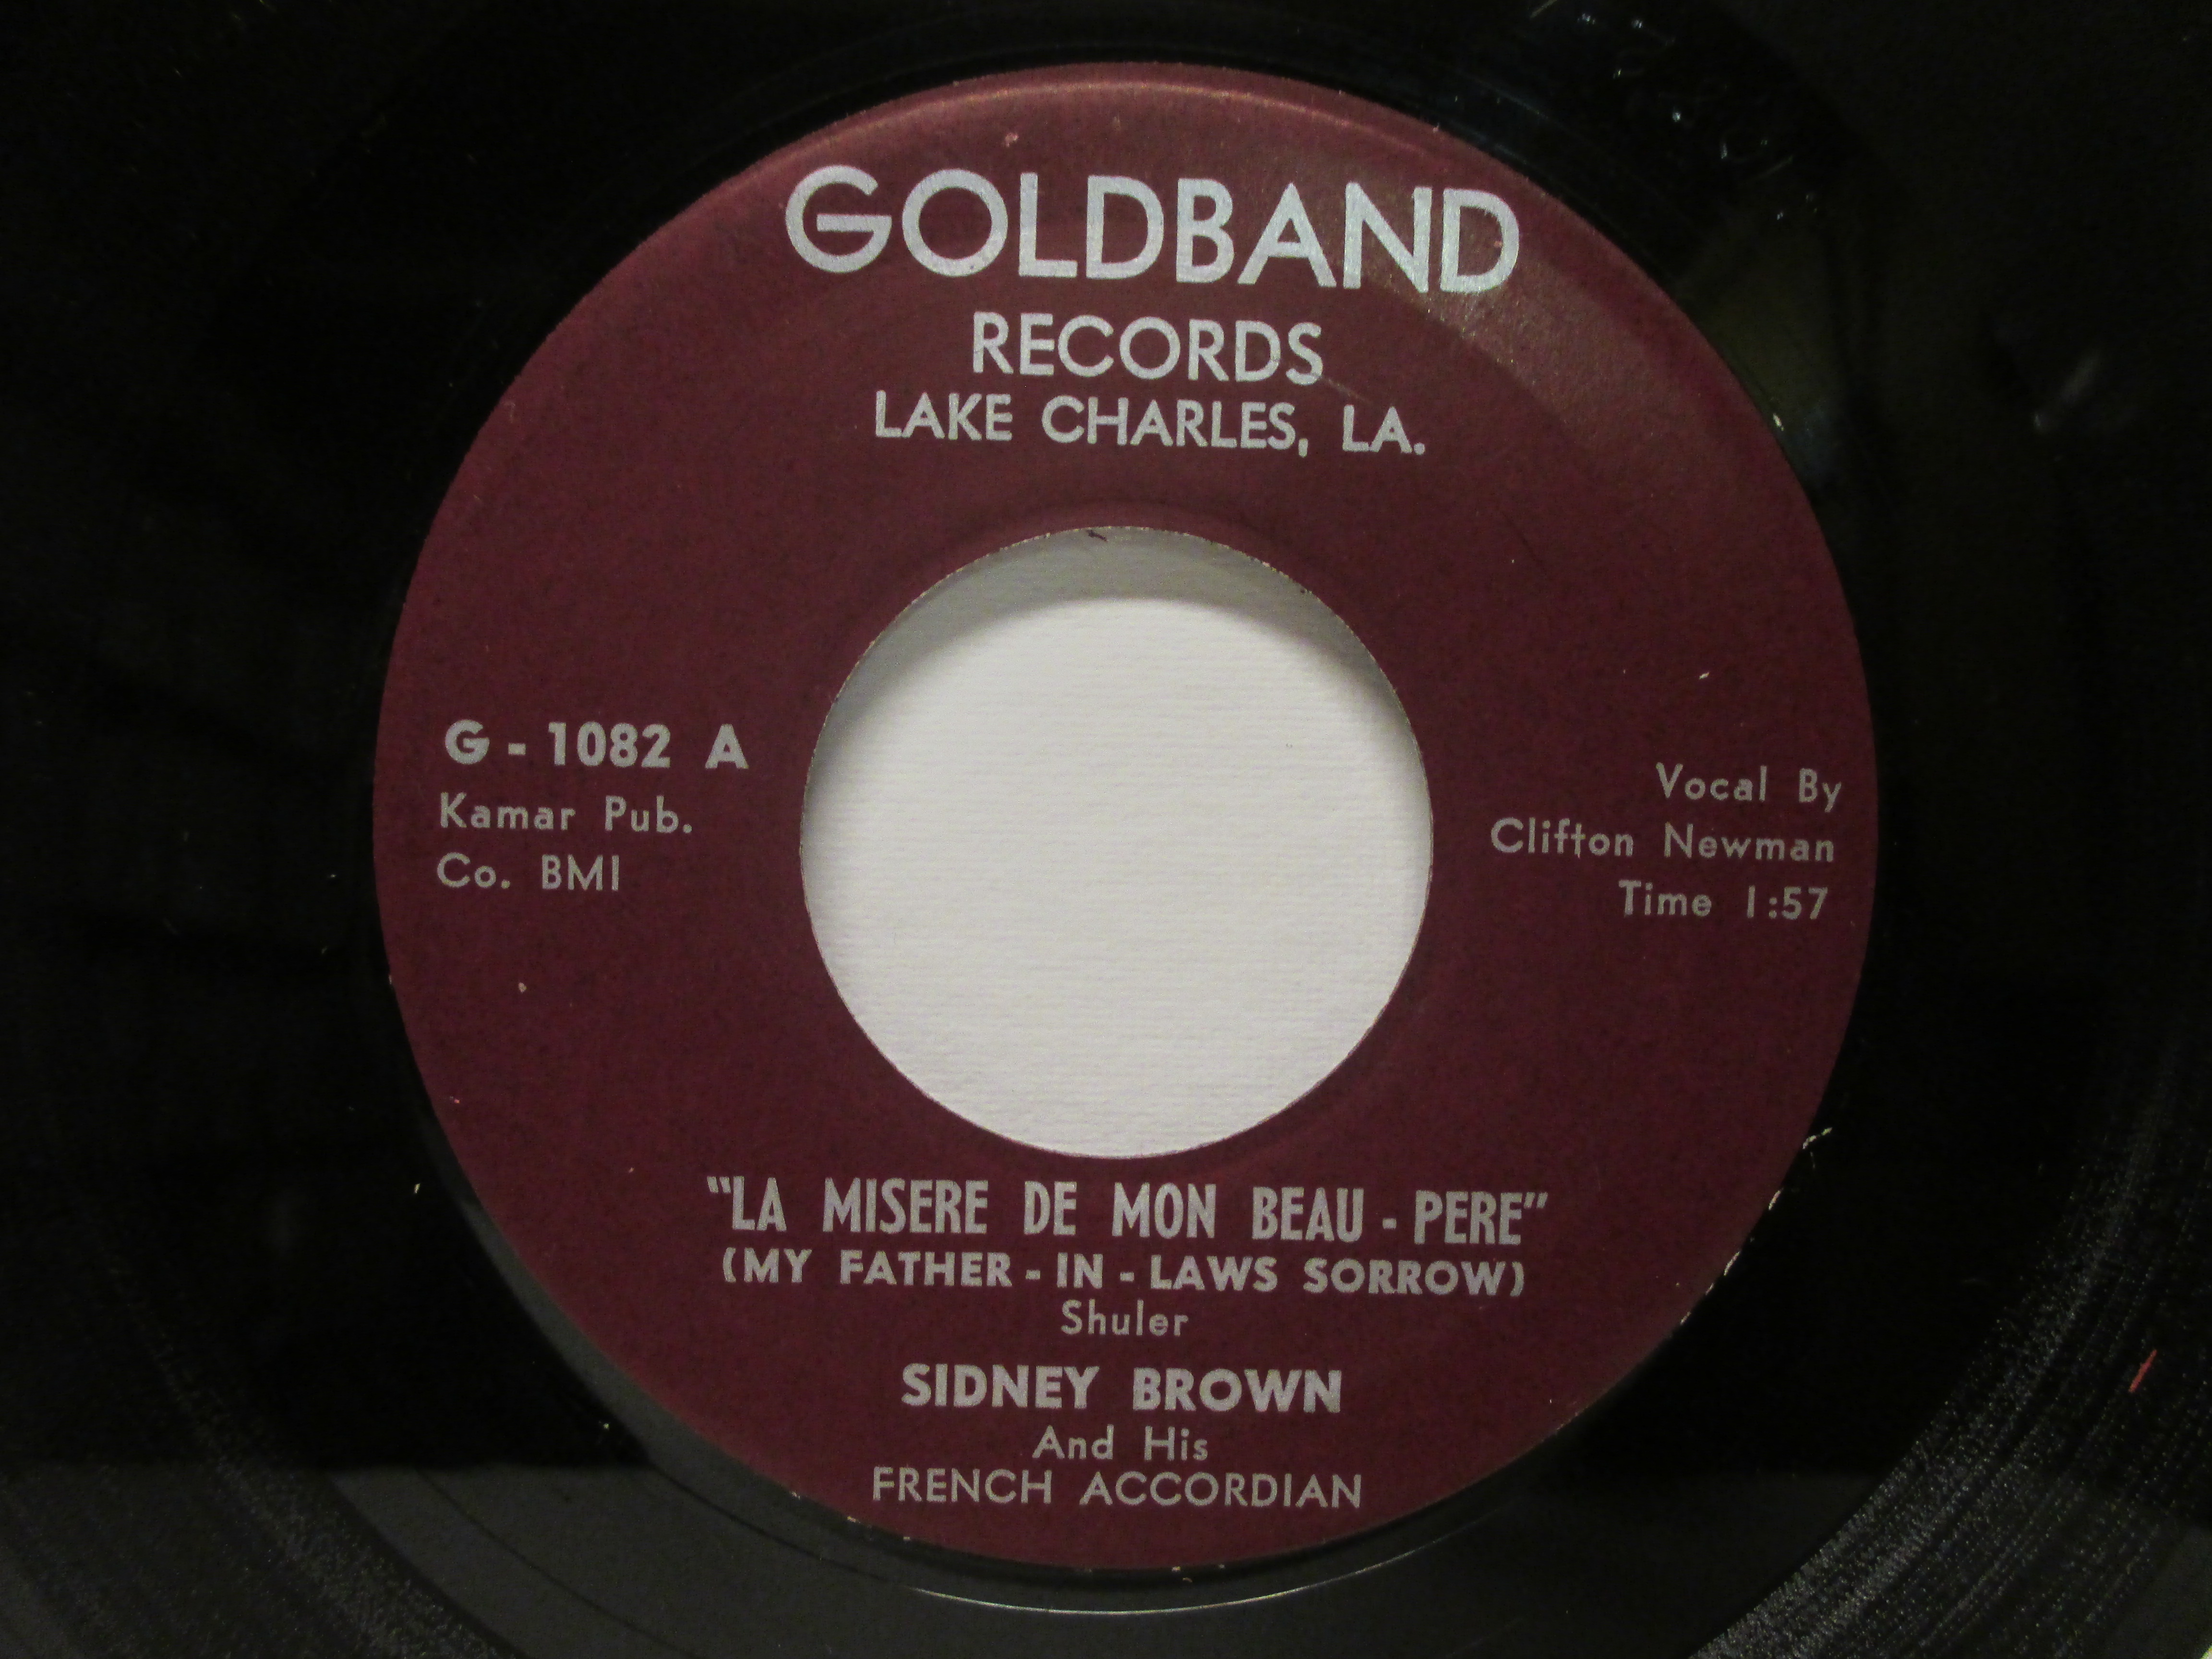 GOLDBAND
RECORDS
LAKE CHARLES, LA.
G - 1082 A
Kamar Pub.
Co. BMI
Vocal By
Clifton Newman
Time 1:57
"LA MISERE DE MON BEAU - PERE"
(MY FATHER - IN - LAWS SORROW)
Shuler
SIDNEY BROWN
And His
FRENCH ACCORDIAN